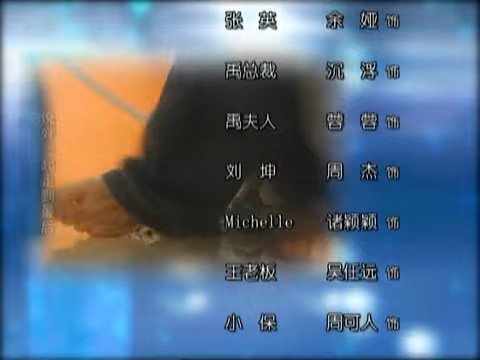 张 英 余 娅 饰
禹总裁 沉 浮 饰
禹夫人 蓉 蓉 饰
刘 坤 周 杰 饰
Michelle 诸颖颖 饰
王老板 吴任远 饰
小 保 周可人 饰